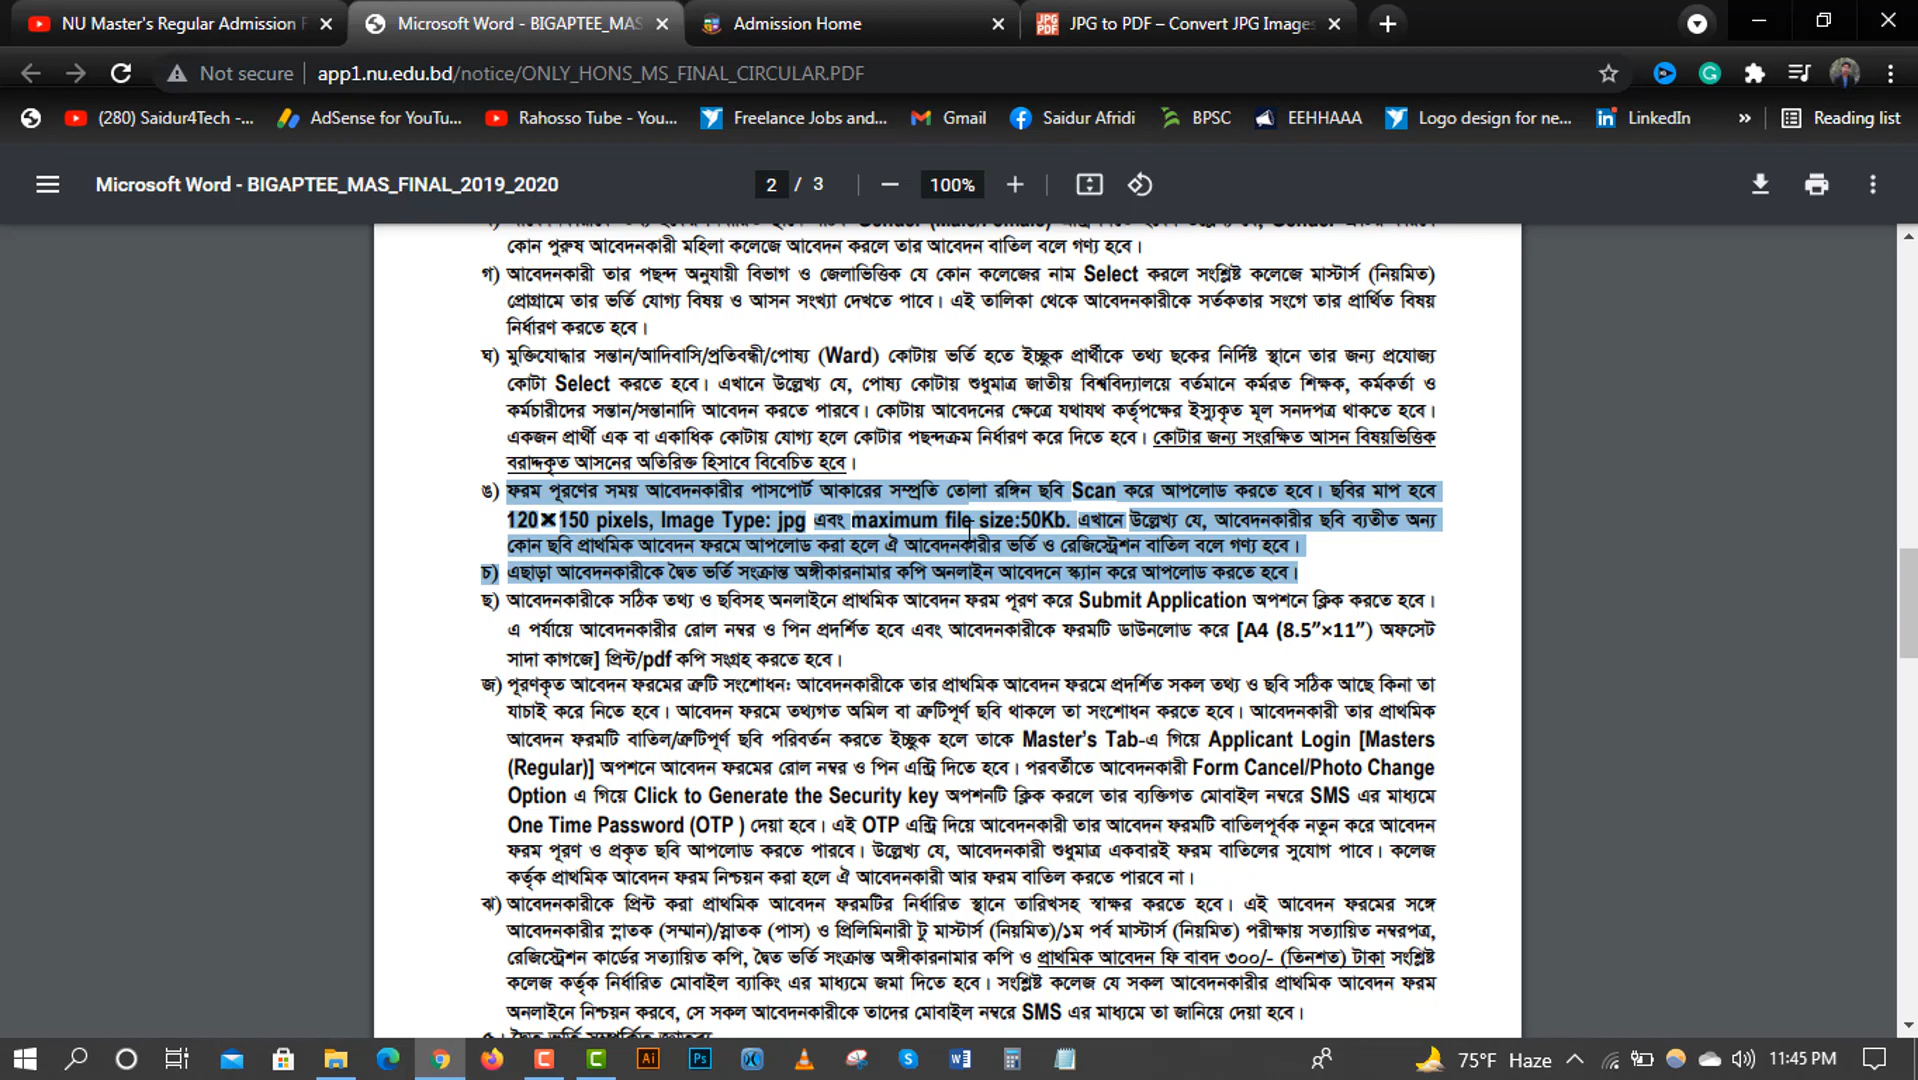 NU Master's Regular Admission F
Microsoft Word - BIGAPTEE_MAS
Admission Home
JPG to PDF – Convert JPG Images
Not secure
app1.nu.edu.bd/notice/ONLY_HONS_MS_FINAL_CIRCULAR.PDF
(280) Saidur4Tech -...
AdSense for YouTu...
Rahosso Tube - You...
Freelance Jobs and...
Gmail
Saidur Afridi
BPSC
EEHHAAA
Logo design for ne...
LinkedIn
»
Reading list
Microsoft Word - BIGAPTEE_MAS_FINAL_2019_2020
2 / 3
100%
কোন পুরুষ আবেদনকারী মহিলা কলেজে আবেদন করলে তার আবেদন বাতিল বলে গণ্য হবে।
গ) আবেদনকারী তার পছন্দ অনুযায়ী বিভাগ ও জেলাভিত্তিক যে কোন কলেজের নাম Select করলে সংশ্লিষ্ট কলেজে মাস্টার্স (নিয়মিত)
প্রোগ্রামে তার ভর্তি যোগ্য বিষয় ও আসন সংখ্যা দেখতে পাবে। এই তালিকা থেকে আবেদনকারীকে সর্তকতার সংগে তার প্রার্থিত বিষয়
নির্ধারণ করতে হবে।
ঘ) মুক্তিযোদ্ধার সন্তান/আদিবাসি/প্রতিবন্ধী/পোষ্য (Ward) কোটায় ভর্তি হতে ইচ্ছুক প্রার্থীকে তথ্য ছকের নির্দিষ্ট স্থানে তার জন্য প্রযোজ্য
কোটা Select করতে হবে। এখানে উল্লেখ্য যে, পোষ্য কোটায় শুধুমাত্র জাতীয় বিশ্ববিদ্যালয়ে বর্তমানে কর্মরত শিক্ষক, কর্মকর্তা ও
কর্মচারীদের সন্তান/সন্তানাদি আবেদন করতে পারবে। কোটায় আবেদনের ক্ষেত্রে যথাযথ কর্তৃপক্ষের ইস্যুকৃত মূল সনদপত্র থাকতে হবে।
একজন প্রার্থী এক বা একাধিক কোটায় যোগ্য হলে কোটার পছন্দক্রম নির্ধারণ করে দিতে হবে। কোটার জন্য সংরক্ষিত আসন বিষয়ভিত্তিক
বরাদ্দকৃত আসনের অতিরিক্ত হিসাবে বিবেচিত হবে।
ঙ) ফরম পূরণের সময় আবেদনকারীর পাসপোর্ট আকারের সম্প্রতি তোলা রঙ্গিন ছবি Scan করে আপলোড করতে হবে। ছবির মাপ হবে
120×150 pixels, Image Type: jpg এবং maximum file size:50Kb. এখানে উল্লেখ্য যে, আবেদনকারীর ছবি ব্যতীত অন্য
কোন ছবি প্রাথমিক আবেদন ফরমে আপলোড করা হলে ঐ আবেদনকারীর ভর্তি ও রেজিস্ট্রেশন বাতিল বলে গণ্য হবে।
চ) এছাড়া আবেদনকারীকে দ্বৈত ভর্তি সংক্রান্ত অঙ্গীকারনামার কপি অনলাইন আবেদনে স্ক্যান করে আপলোড করতে হবে।
ছ) আবেদনকারীকে সঠিক তথ্য ও ছবিসহ অনলাইনে প্রাথমিক আবেদন ফরম পূরণ করে Submit Application অপশনে ক্লিক করতে হবে।
এ পর্যায়ে আবেদনকারীর রোল নম্বর ও পিন প্রদর্শিত হবে এবং আবেদনকারীকে ফরমটি ডাউনলোড করে [A4 (8.5”×11”) অফসেট
সাদা কাগজে] প্রিন্ট/pdf কপি সংগ্রহ করতে হবে।
জ) পূরণকৃত আবেদন ফরমের ত্রুটি সংশোধন: আবেদনকারীকে তার প্রাথমিক আবেদন ফরমে প্রদর্শিত সকল তথ্য ও ছবি সঠিক আছে কিনা তা
যাচাই করে নিতে হবে। আবেদন ফরমে তথ্যগত অমিল বা ত্রুটিপূর্ণ ছবি থাকলে তা সংশোধন করতে হবে। আবেদনকারী তার প্রাথমিক
আবেদন ফরমটি বাতিল/ত্রুটিপূর্ণ ছবি পরিবর্তন করতে ইচ্ছুক হলে তাকে Master’s Tab-এ গিয়ে Applicant Login [Masters
(Regular)] অপশনে আবেদন ফরমের রোল নম্বর ও পিন এন্ট্রি দিতে হবে। পরবর্তীতে আবেদনকারী Form Cancel/Photo Change
Option এ গিয়ে Click to Generate the Security key অপশনটি ক্লিক করলে তার ব্যক্তিগত মোবাইল নম্বরে SMS এর মাধ্যমে
One Time Password (OTP ) দেয়া হবে। এই OTP এন্ট্রি দিয়ে আবেদনকারী তার আবেদন ফরমটি বাতিলপূর্বক নতুন করে আবেদন
ফরম পূরণ ও প্রকৃত ছবি আপলোড করতে পারবে। উল্লেখ্য যে, আবেদনকারী শুধুমাত্র একবারই ফরম বাতিলের সুযোগ পাবে। কলেজ
কর্তৃক প্রাথমিক আবেদন ফরম নিশ্চয়ন করা হলে ঐ আবেদনকারী আর ফরম বাতিল করতে পারবে না।
ঝ) আবেদনকারীকে প্রিন্ট করা প্রাথমিক আবেদন ফরমটির নির্ধারিত স্থানে তারিখসহ স্বাক্ষর করতে হবে। এই আবেদন ফরমের সঙ্গে
আবেদনকারীর স্নাতক (সম্মান)/স্নাতক (পাস) ও প্রিলিমিনারী টু মাস্টার্স (নিয়মিত)/১ম পর্ব মাস্টার্স (নিয়মিত) পরীক্ষায় সত্যায়িত নম্বরপত্র,
রেজিস্ট্রেশন কার্ডের সত্যায়িত কপি, দ্বৈত ভর্তি সংক্রান্ত অঙ্গীকারনামার কপি ও প্রাথমিক আবেদন ফি বাবদ ৩০০/- (তিনশত) টাকা সংশ্লিষ্ট
কলেজ কর্তৃক নির্ধারিত মোবাইল ব্যাকিং এর মাধ্যমে জমা দিতে হবে। সংশ্লিষ্ট কলেজ যে সকল আবেদনকারীর প্রাথমিক আবেদন ফরম
অনলাইনে নিশ্চয়ন করবে, সে সকল আবেদনকারীকে তাদের মোবাইল নম্বরে SMS এর মাধ্যমে তা জানিয়ে দেয়া হবে।
75°F Haze
11:45 PM